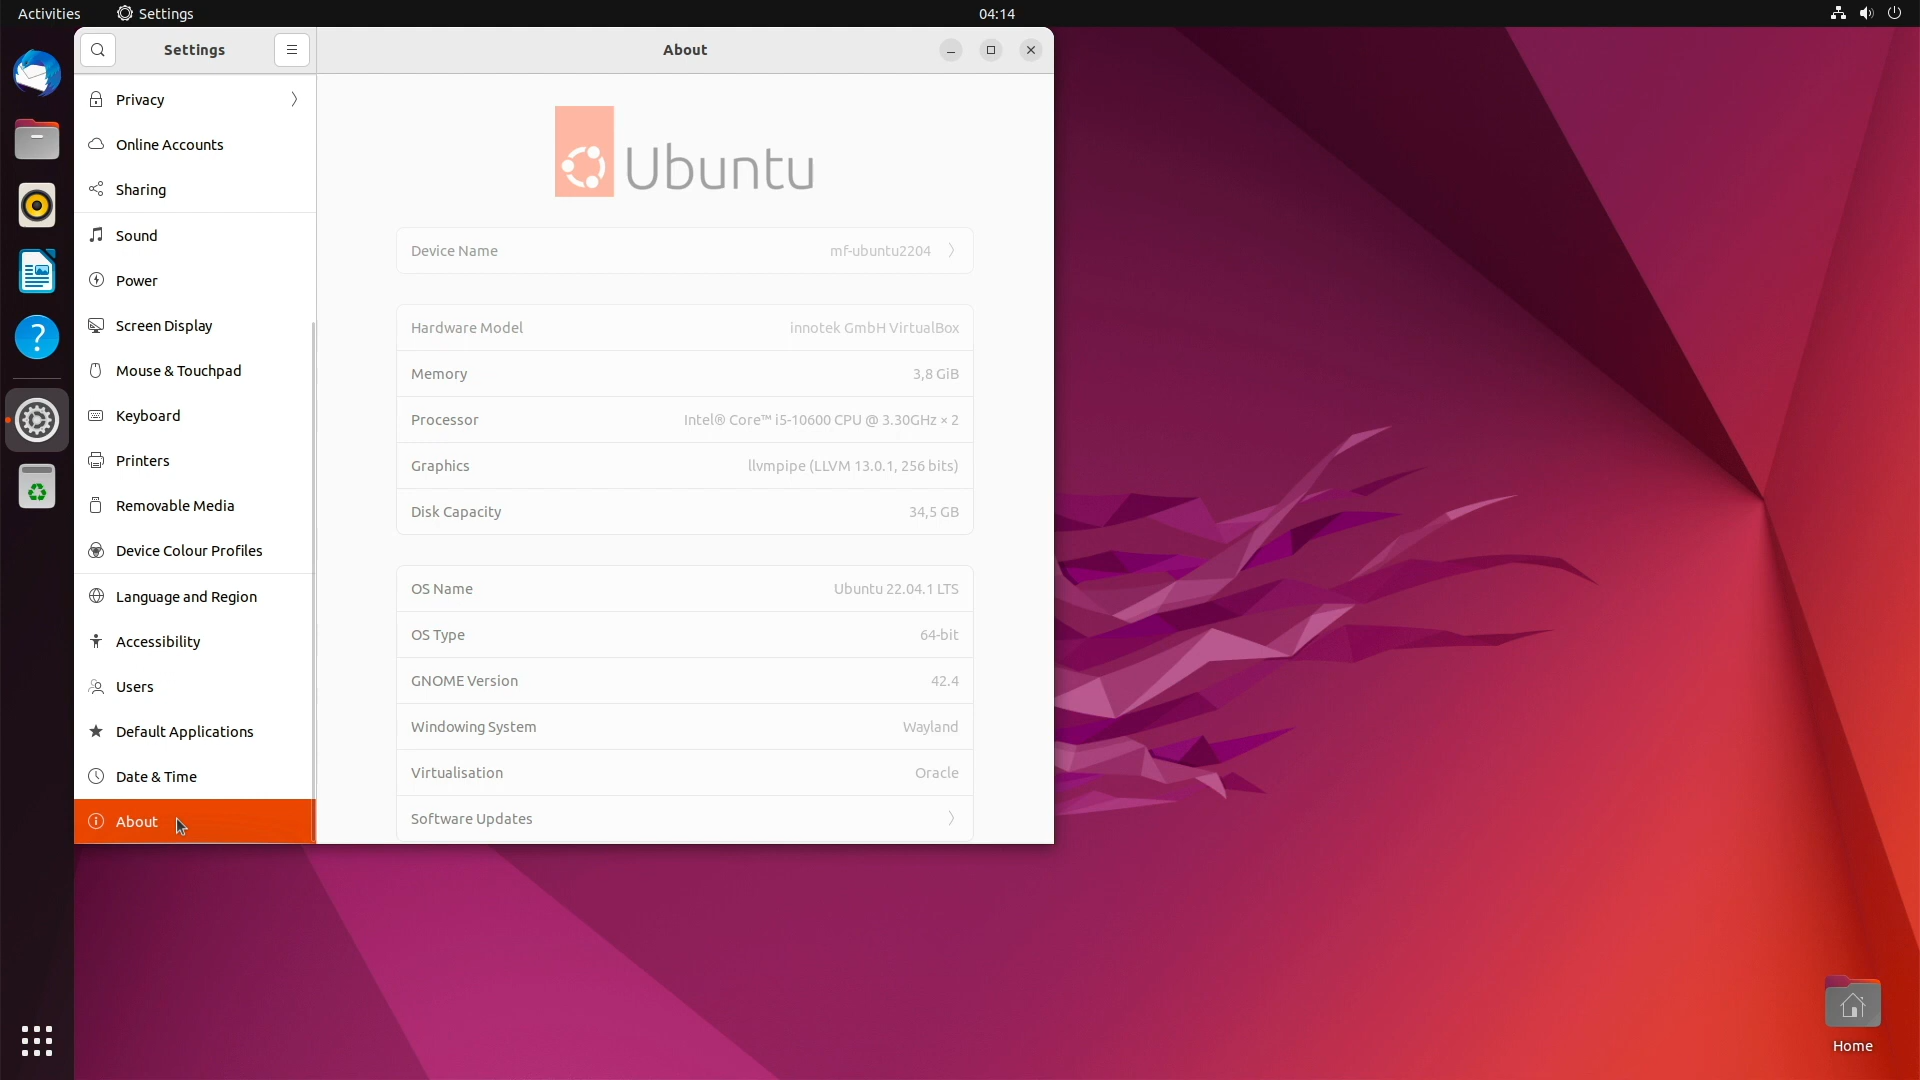 Activities
Settings
04:14
Settings
About
Privacy
Online Accounts
Sharing
Sound
Power
Screen Display
Mouse & Touchpad
Keyboard
Printers
Removable Media
Device Colour Profiles
Language and Region
Accessibility
Users
Default Applications
Date & Time
About
Ubuntu
Device Name mf-ubuntu2204
Hardware Model innotek GmbH VirtualBox
Memory 3,8 GiB
Processor Intel® Core™ i5-10600 CPU @ 3.30GHz × 2
Graphics llvmpipe (LLVM 13.0.1, 256 bits)
Disk Capacity 34,5 GB
OS Name Ubuntu 22.04.1 LTS
OS Type 64-bit
GNOME Version 42.4
Windowing System Wayland
Virtualisation Oracle
Software Updates
Home